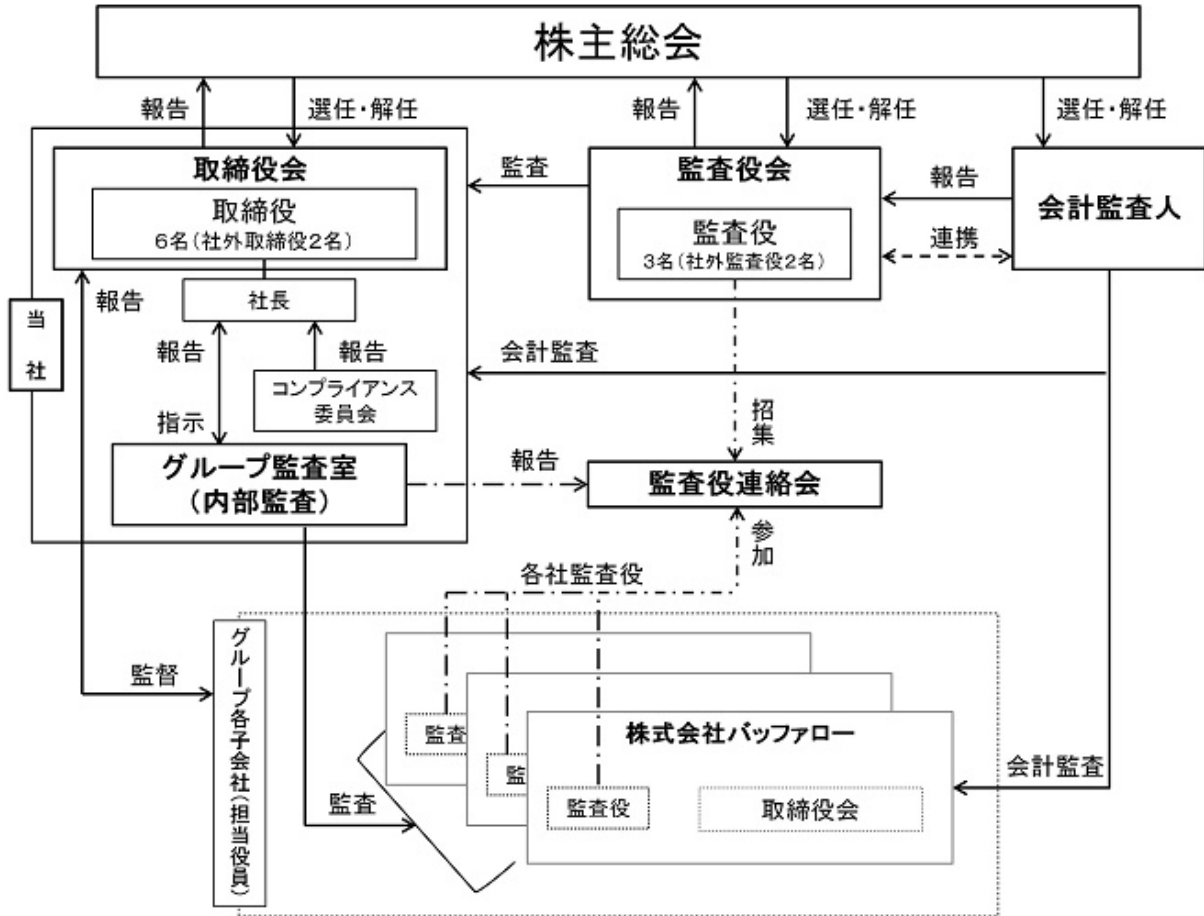 株主総会
報告
選任・解任
報告
選任・解任
選任・解任
取締役会
取締役
6名(社外取締役2名)
監査
監査役会
監査役
3名(社外監査役2名)
報告
連携
会計監査人
当社
報告
社長
報告
報告
コンプライアンス
委員会
指示
会計監査
招集
グループ監査室
(内部監査)
報告
監査役連絡会
参加
各社監査役
グループ各子会社(担当役員)
監督
監査
監査
監
株式会社バッファロー
監査役
取締役会
会計監査